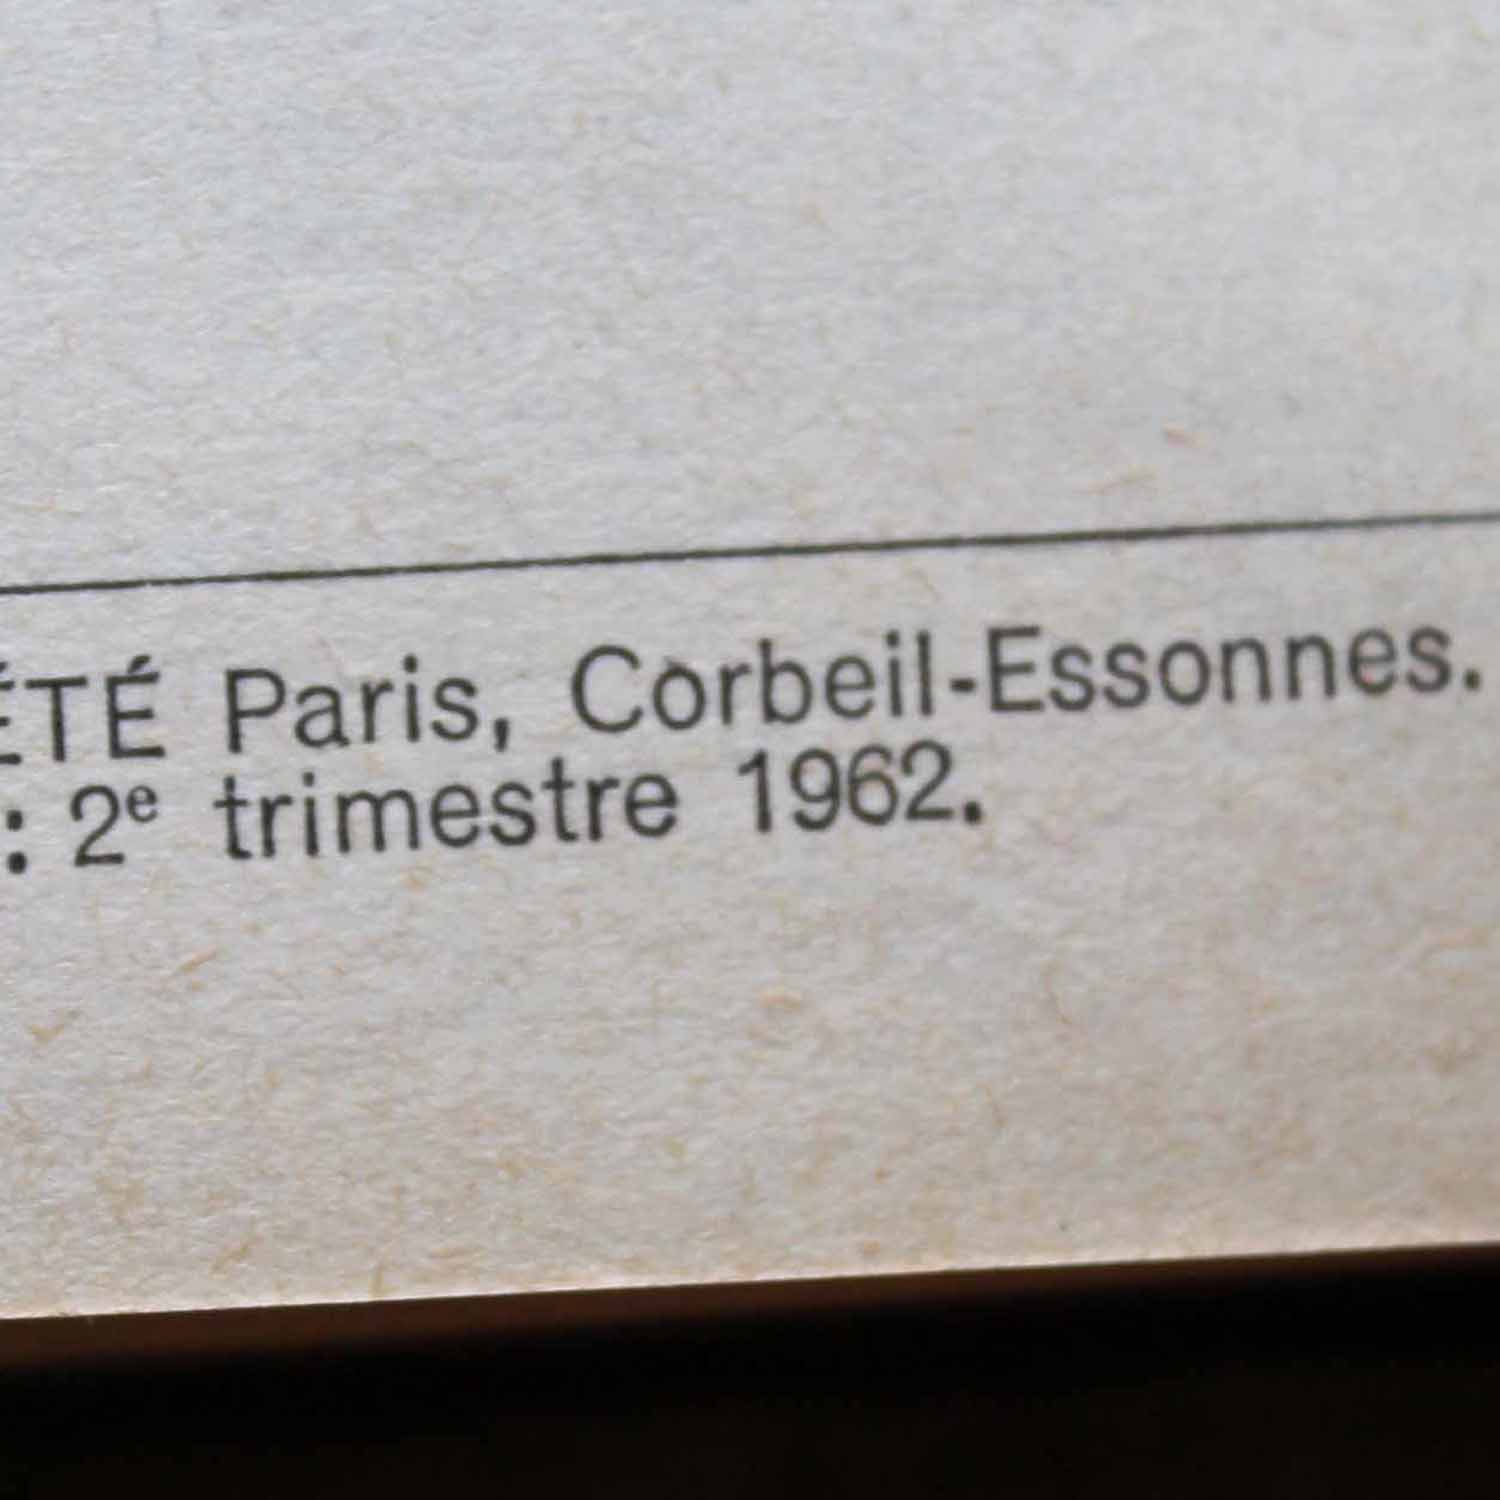 ÉTÉ Paris, Corbeil-Essonnes.
: 2e trimestre 1962.